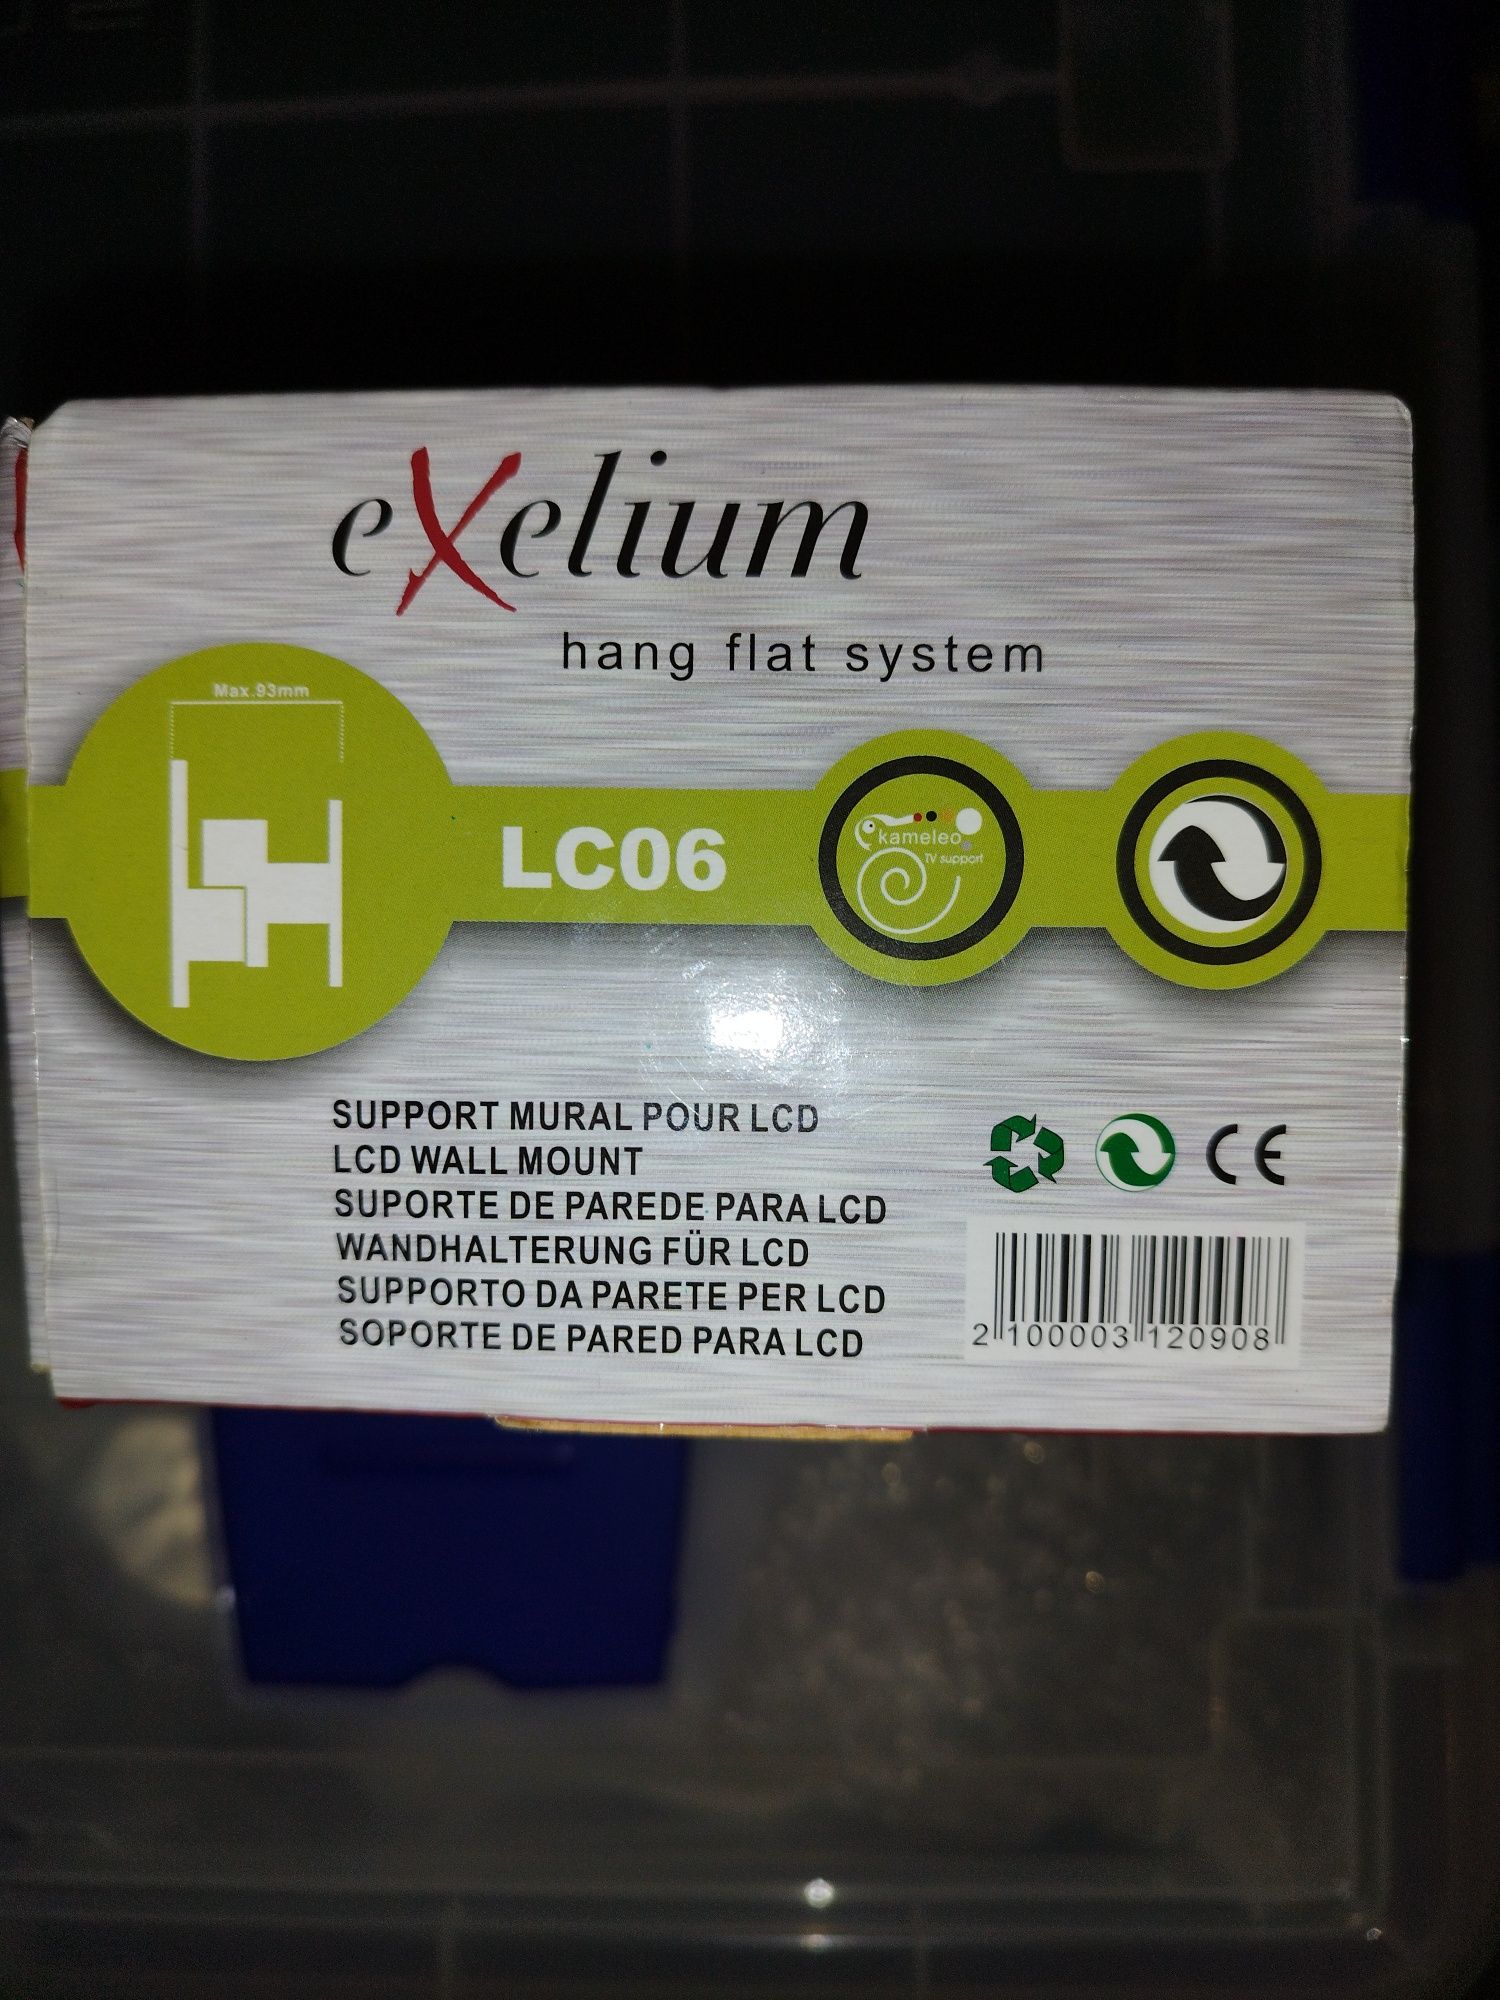 eXelium
hang flat system
Max.93mm
LC06
kameleo
TV support
SUPPORT MURAL POUR LCD
LCD WALL MOUNT
SUPORTE DE PAREDE PARA LCD
WANDHALTERUNG FÜR LCD
SUPPORTO DA PARETE PER LCD
SOPORTE DE PARED PARA LCD
CE
2 100003 120908